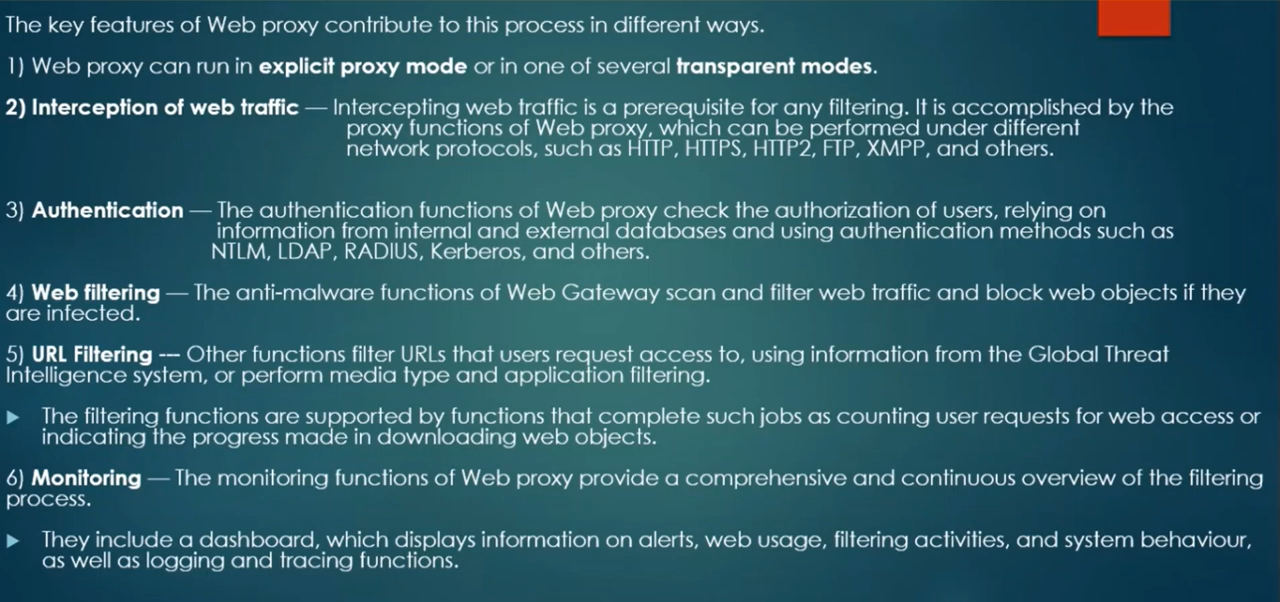 The key features of Web proxy contribute to this process in different ways.
1) Web proxy can run in explicit proxy mode or in one of several transparent modes.
2) Interception of web traffic — Intercepting web traffic is a prerequisite for any filtering. It is accomplished by the
proxy functions of Web proxy, which can be performed under different
network protocols, such as HTTP, HTTPS, HTTP2, FTP, XMPP, and others.
3) Authentication — The authentication functions of Web proxy check the authorization of users, relying on
information from internal and external databases and using authentication methods such as
NTLM, LDAP, RADIUS, Kerberos, and others.
4) Web filtering — The anti-malware functions of Web Gateway scan and filter web traffic and block web objects if they
are infected.
5) URL Filtering --- Other functions filter URLs that users request access to, using information from the Global Threat
Intelligence system, or perform media type and application filtering.
The filtering functions are supported by functions that complete such jobs as counting user requests for web access or
indicating the progress made in downloading web objects.
6) Monitoring — The monitoring functions of Web proxy provide a comprehensive and continuous overview of the filtering
process.
They include a dashboard, which displays information on alerts, web usage, filtering activities, and system behaviour,
as well as logging and tracing functions.